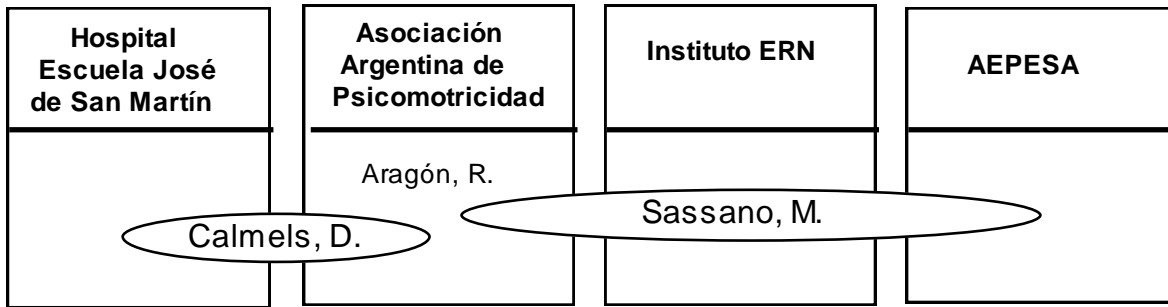 Hospital
Escuela José
de San Martín
Asociación
Argentina de
Psicomotricidad
Instituto ERN
AEPESA
Aragón, R.
Sassano, M.
Calmels, D.